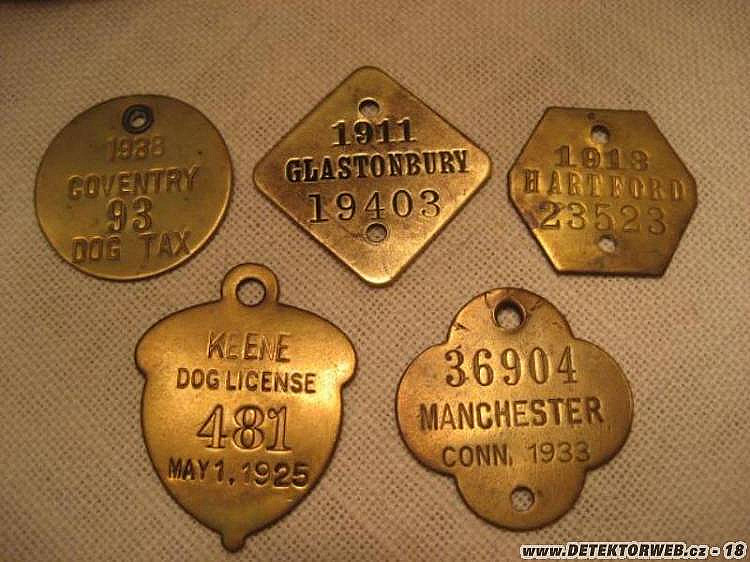 1938
COVENTRY
93
DOG TAX
1911
GLASTONBURY
19403
1913
HARTFORD
23523
KEENE
DOG LICENSE
481
MAY 1, 1925
36904
MANCHESTER
CONN. 1933
www.DETEKTORWEB.cz - 18